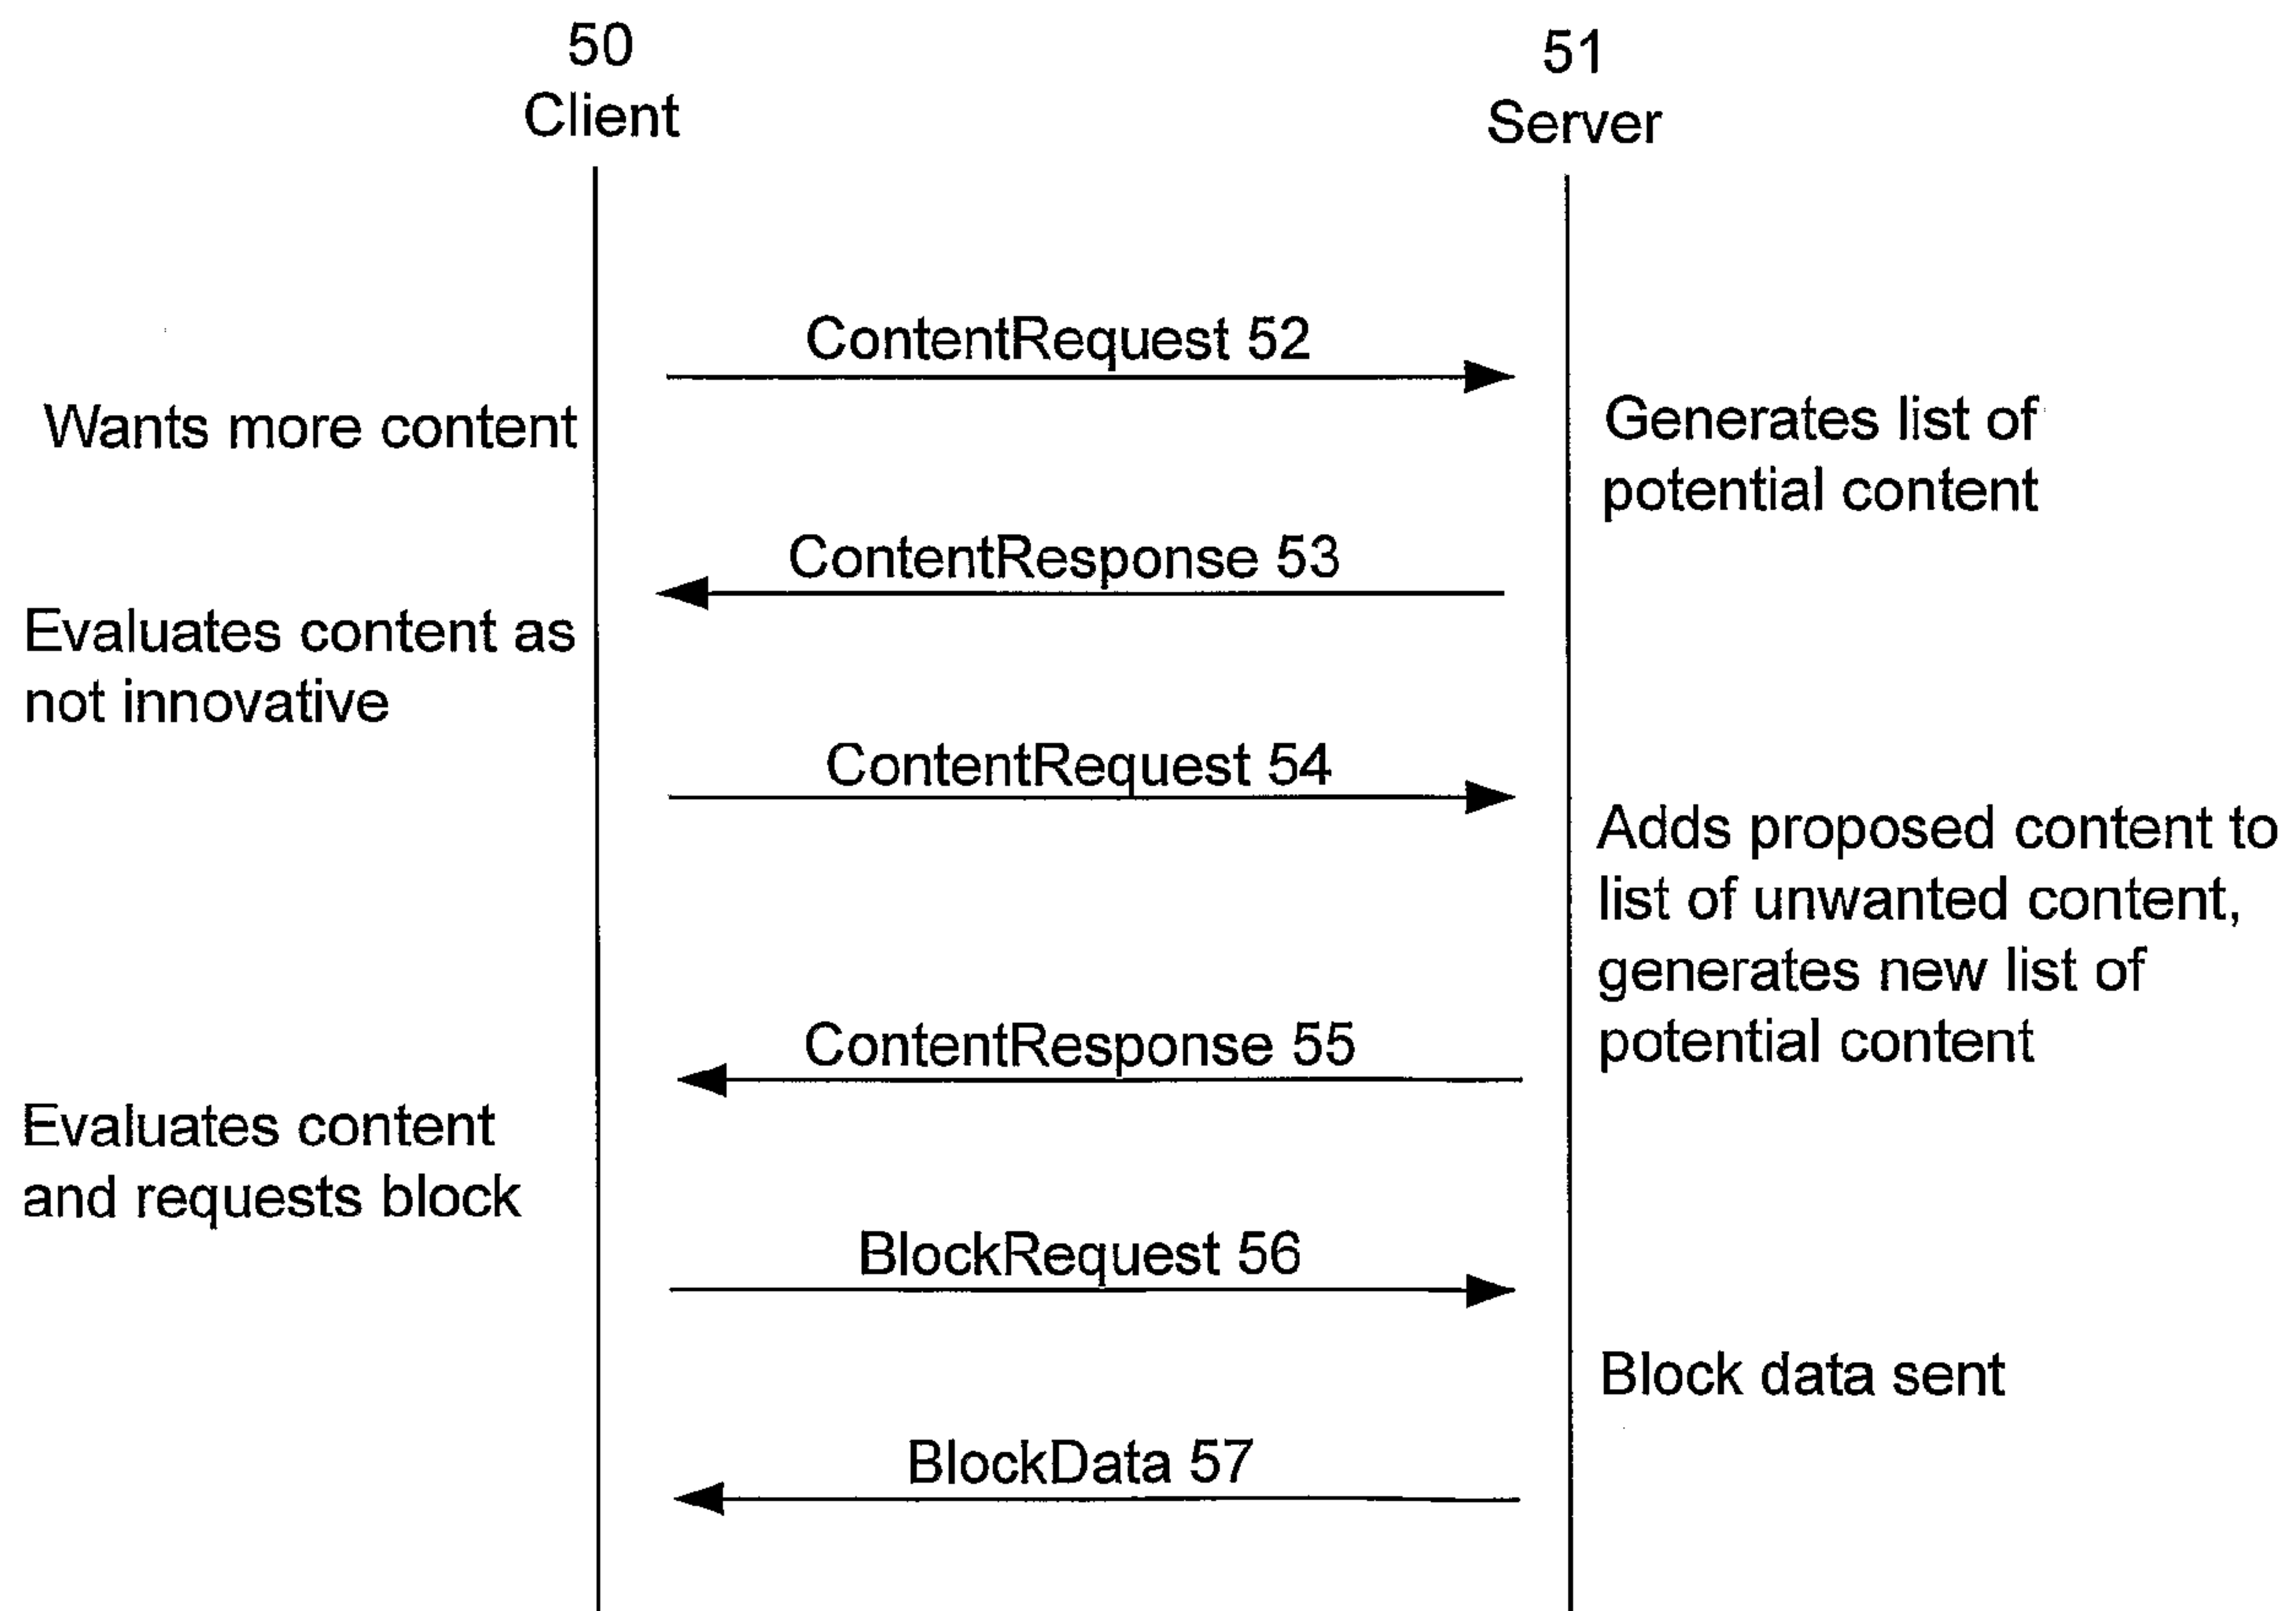 50
Client
51
Server
ContentRequest 52
Wants more content
Generates list of
potential content
ContentResponse 53
Evaluates content as
not innovative
ContentRequest 54
Adds proposed content to
list of unwanted content,
generates new list of
potential content
ContentResponse 55
Evaluates content
and requests block
BlockRequest 56
Block data sent
BlockData 57